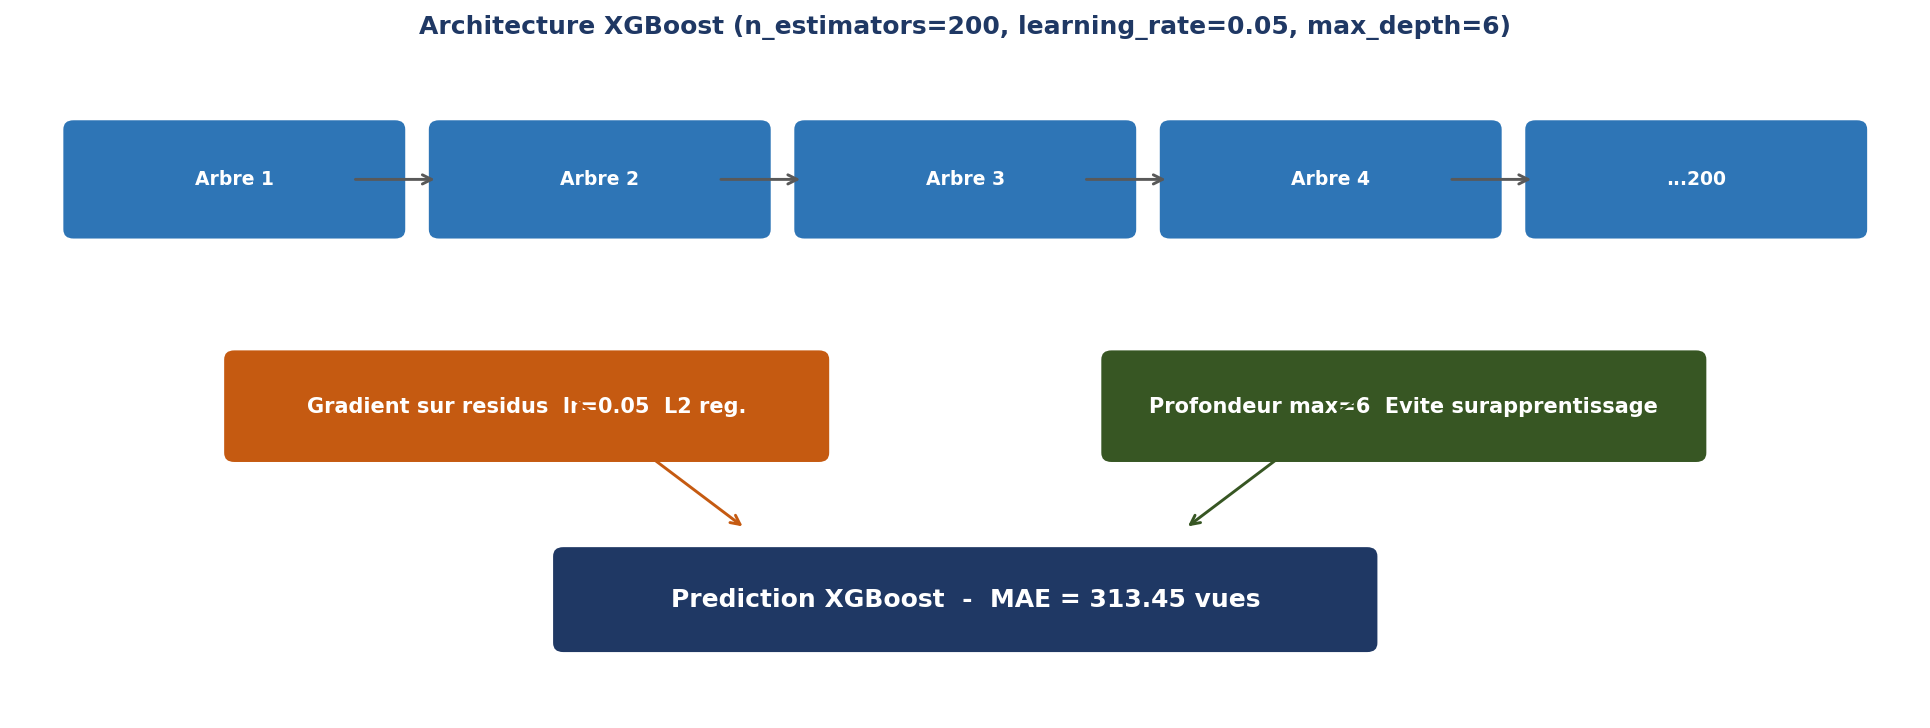 Architecture XGBoost (n_estimators=200, learning_rate=0.05, max_depth=6)
Arbre 1
Arbre 2
Arbre 3
Arbre 4
...200
Gradient sur residus  lr=0.05  L2 reg.
Profondeur max=6  Evite surapprentissage
Prediction XGBoost  -  MAE = 313.45 vues